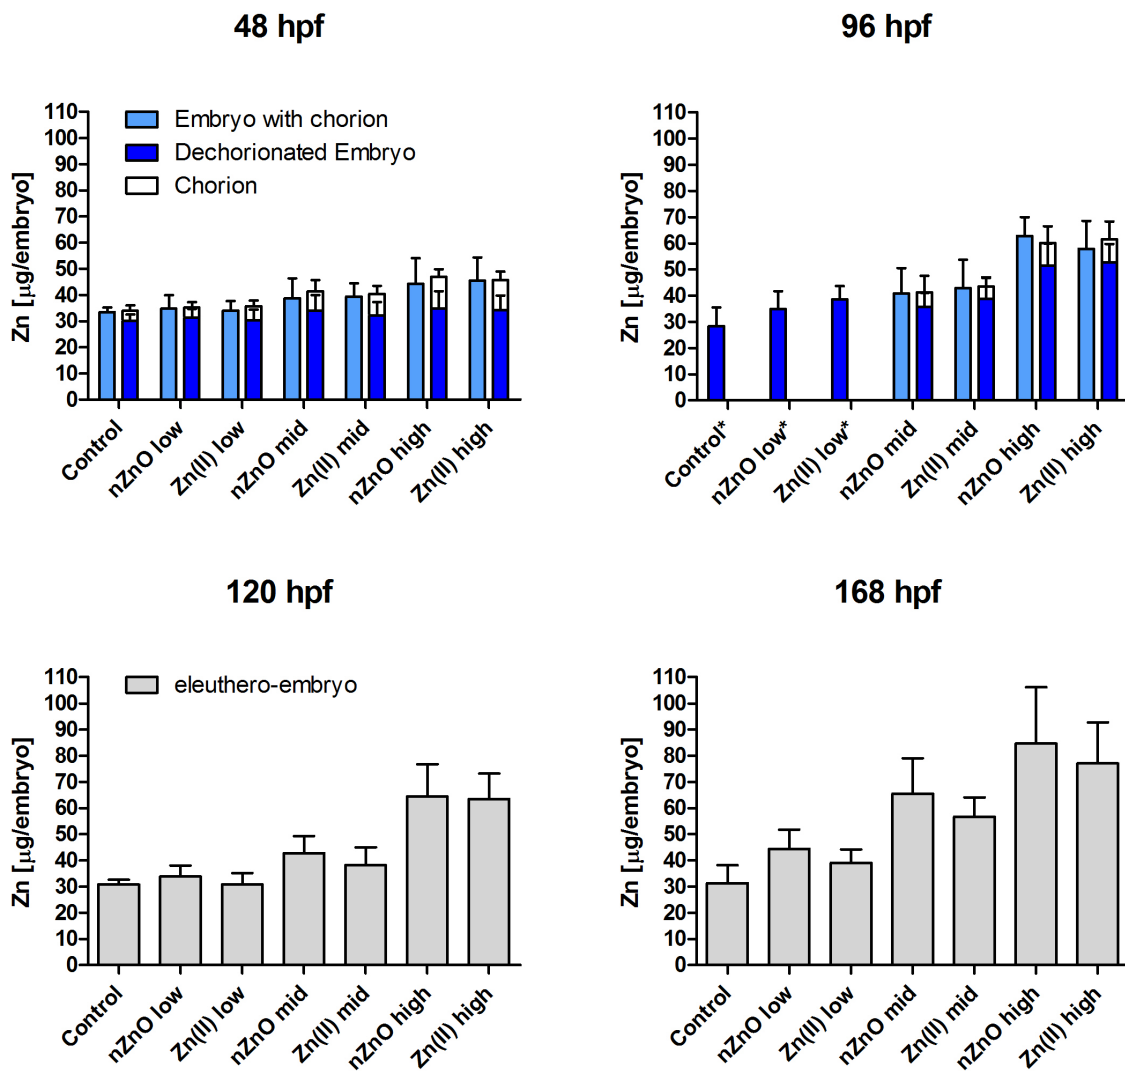 48 hpf
Zn [µg/embryo]
110
100
90
80
70
60
50
40
30
20
10
0
Embryo with chorion
Dechorionated Embryo
Chorion
Control
nZnO low
Zn(II) low
nZnO mid
Zn(II) mid
nZnO high
Zn(II) high
96 hpf
Zn [µg/embryo]
110
100
90
80
70
60
50
40
30
20
10
0
Control*
nZnO low*
Zn(II) low*
nZnO mid
Zn(II) mid
nZnO high
Zn(II) high
120 hpf
Zn [µg/embryo]
110
100
90
80
70
60
50
40
30
20
10
0
eleuthero-embryo
Control
nZnO low
Zn(II) low
nZnO mid
Zn(II) mid
nZnO high
Zn(II) high
168 hpf
Zn [µg/embryo]
110
100
90
80
70
60
50
40
30
20
10
0
Control
nZnO low
Zn(II) low
nZnO mid
Zn(II) mid
nZnO high
Zn(II) high